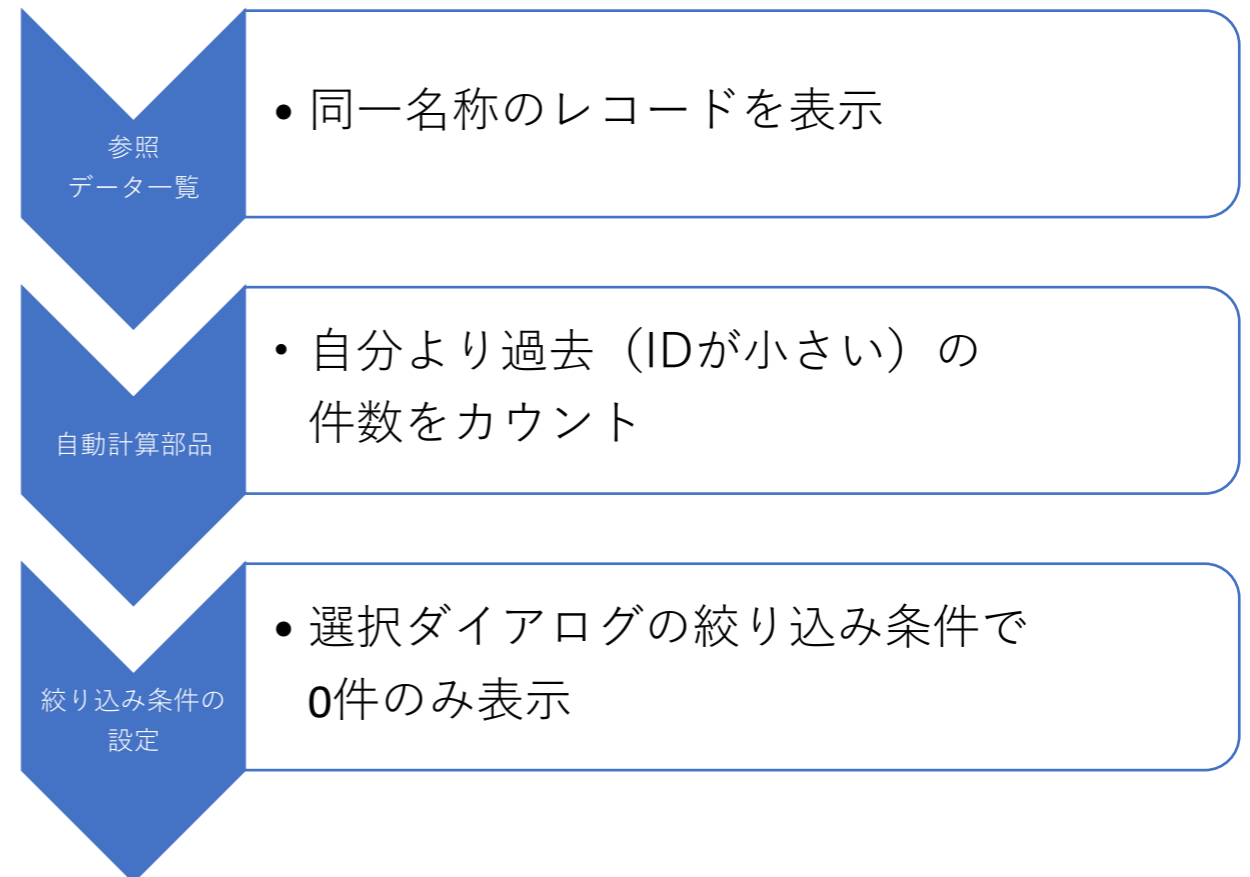 参照
データ一覧
• 同一名称のレコードを表示
自動計算部品
• 自分より過去（IDが小さい）の
件数をカウント
絞り込み条件の
設定
• 選択ダイアログの絞り込み条件で
0件のみ表示